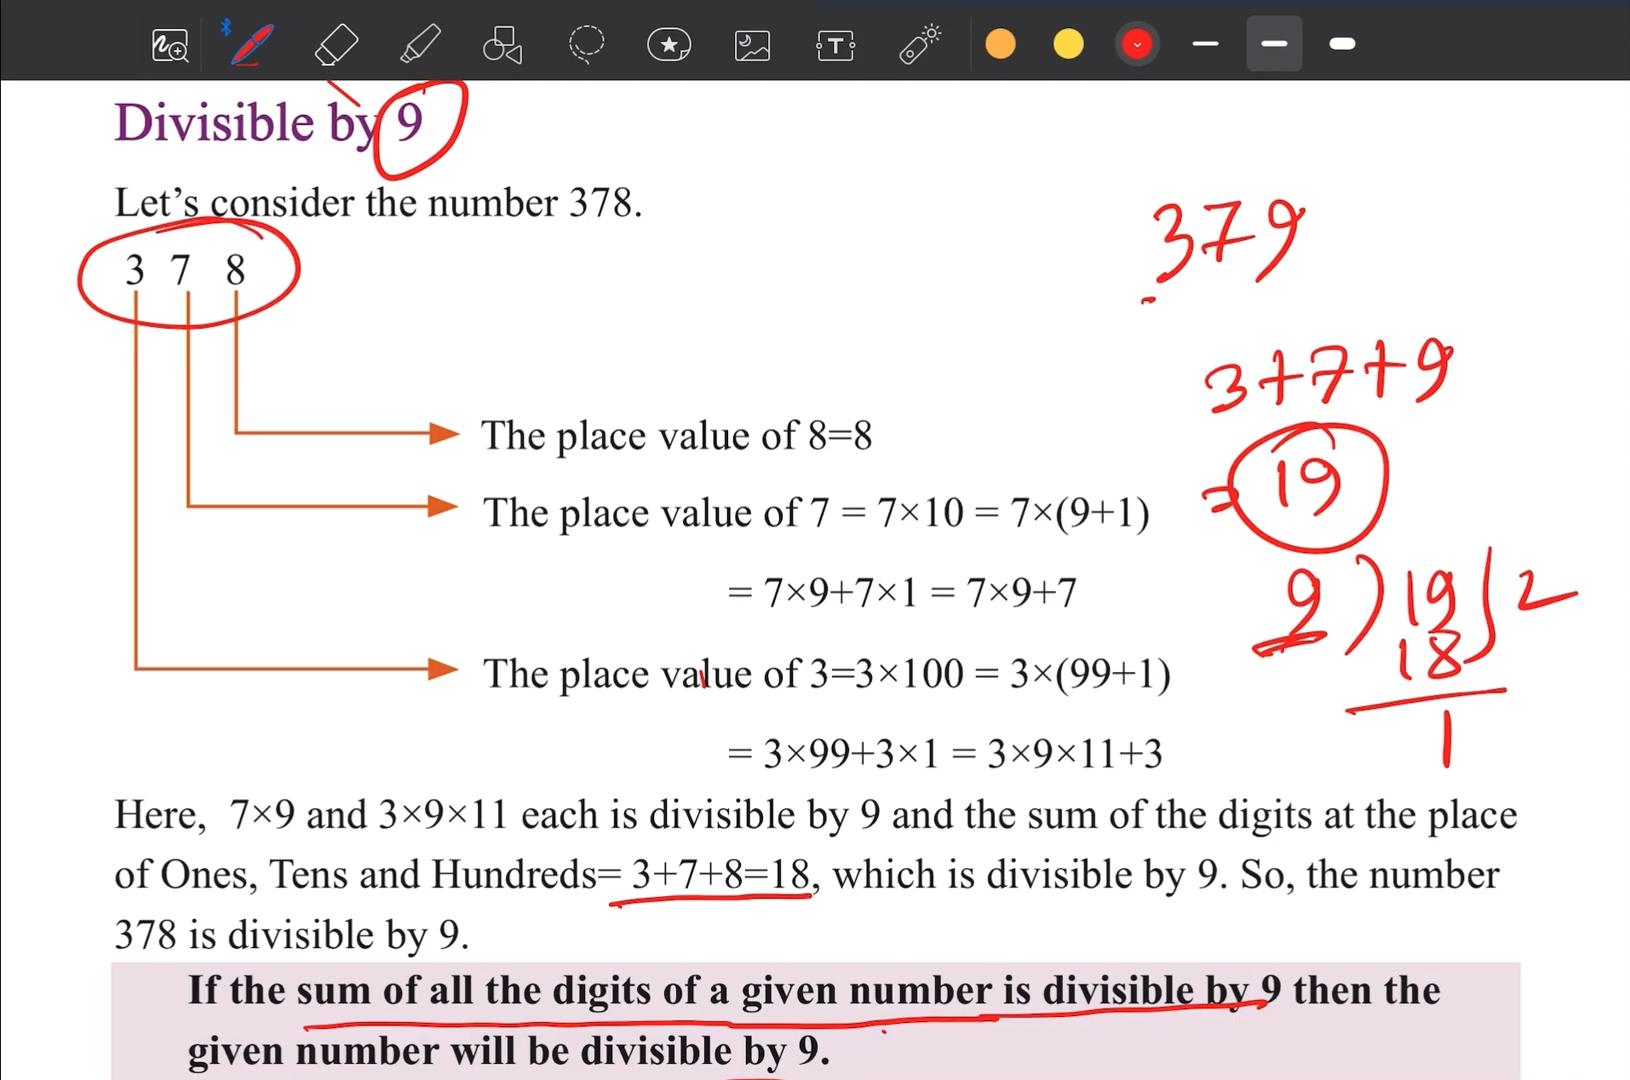 Divisible by 9
Let’s consider the number 378.
3 7 8
The place value of 8=8
The place value of 7 = 7×10 = 7×(9+1)
= 7×9+7×1 = 7×9+7
The place value of 3=3×100 = 3×(99+1)
= 3×99+3×1 = 3×9×11+3
Here, 7×9 and 3×9×11 each is divisible by 9 and the sum of the digits at the place
of Ones, Tens and Hundreds= 3+7+8=18, which is divisible by 9. So, the number
378 is divisible by 9.
If the sum of all the digits of a given number is divisible by 9 then the
given number will be divisible by 9.
379
3+7+9
= 19
9 ) 19 ( 2
18
1